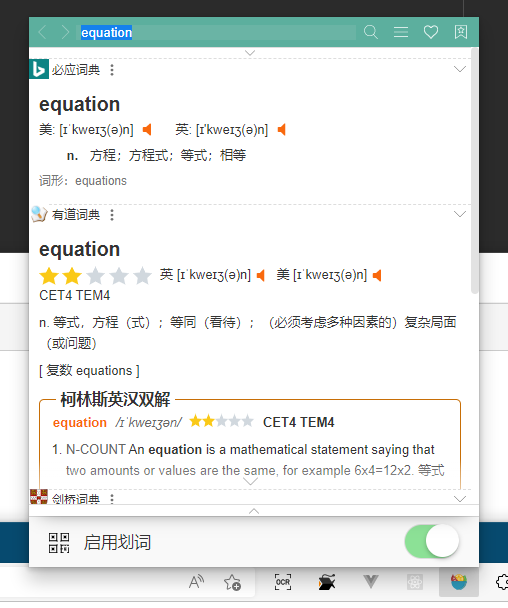 equation
必应词典
equation
美: [ɪˈkweɪʒ(ə)n] 英: [ɪ'kweɪʒ(ə)n]
n. 方程；方程式；等式；相等
词形：equations
有道词典
equation
英 [ɪˈkweɪʒ(ə)n] 美 [ɪˈkweɪʒ(ə)n]
CET4 TEM4
n. 等式，方程（式）；等同（看待）；（必须考虑多种因素的）复杂局面
（或问题）
[ 复数 equations ]
柯林斯英汉双解
equation /ɪˈkweɪʒən/ CET4 TEM4
1. N-COUNT An equation is a mathematical statement saying that
two amounts or values are the same, for example 6x4=12x2. 等式
剑桥词典
启用划词
OCR